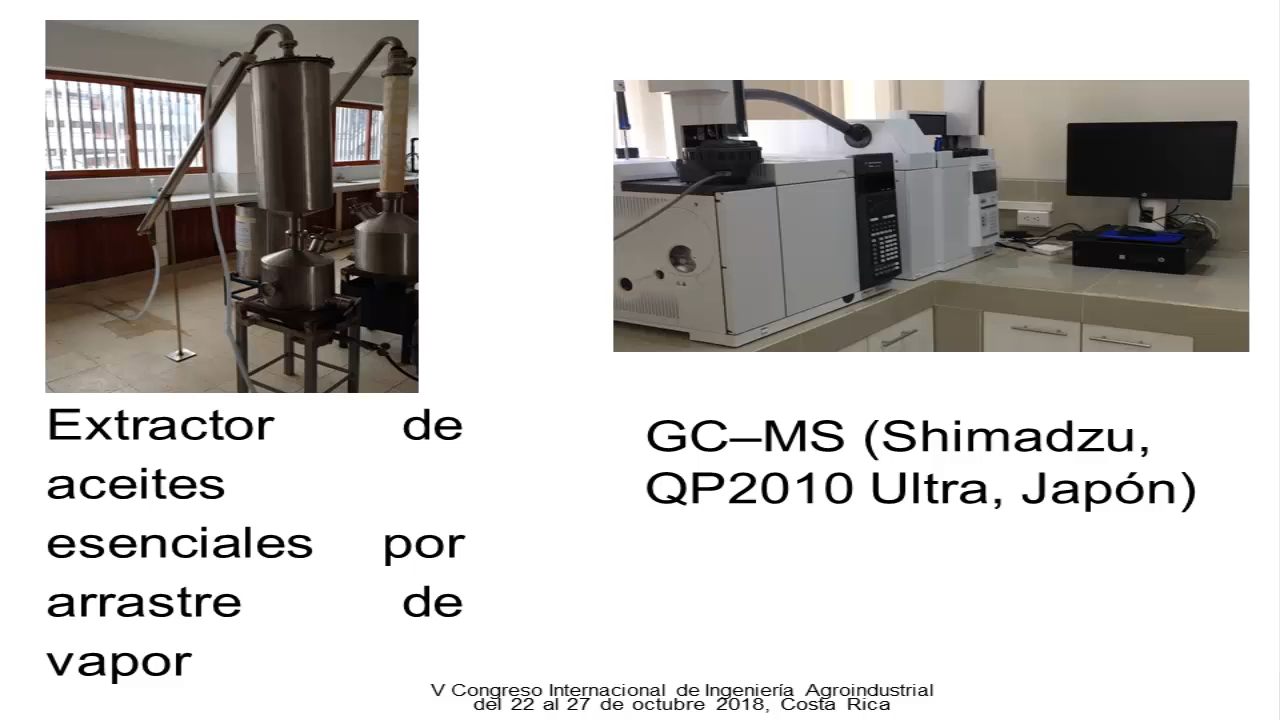 Extractor de
aceites
esenciales por
arrastre de
vapor
GC–MS (Shimadzu,
QP2010 Ultra, Japón)
V Congreso Internacional de Ingeniería Agroindustrial
del 22 al 27 de octubre 2018, Costa Rica